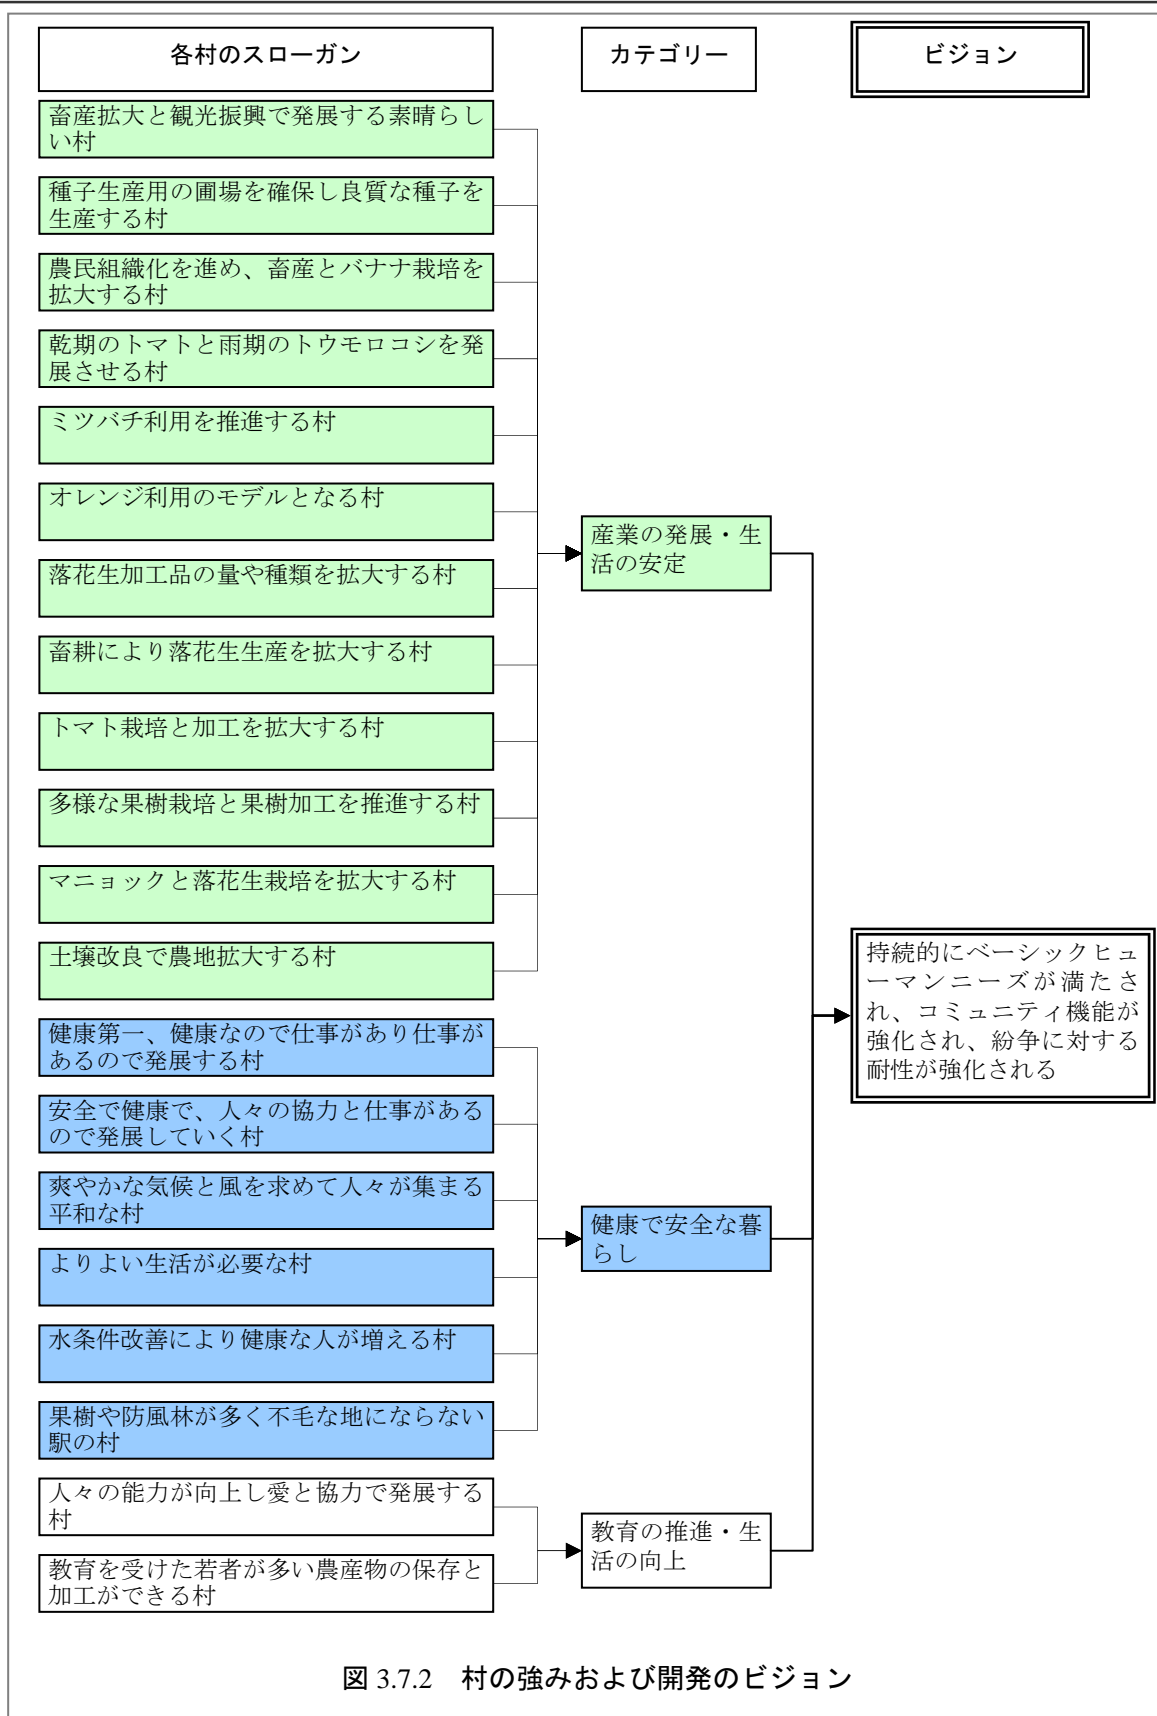 各村のスローガン
カテゴリー
ビジョン
畜産拡大と観光振興で発展する素晴らし
い村
種子生産用の圃場を確保し良質な種子を
生産する村
農民組織化を進め、畜産とバナナ栽培を
拡大する村
乾期のトマトと雨期のトウモロコシを発
展させる村
ミツバチ利用を推進する村
オレンジ利用のモデルとなる村
落花生加工品の量や種類を拡大する村
畜耕により落花生生産を拡大する村
トマト栽培と加工を拡大する村
多様な果樹栽培と果樹加工を推進する村
マニョックと落花生栽培を拡大する村
土壌改良で農地拡大する村
産業の発展・生
活の安定
健康第一、健康なので仕事があり仕事が
あるので発展する村
安全で健康で、人々の協力と仕事がある
ので発展していく村
爽やかな気候と風を求めて人々が集まる
平和な村
よりよい生活が必要な村
水条件改善により健康な人が増える村
果樹や防風林が多く不毛な地にならない
駅の村
健康で安全な暮
らし
人々の能力が向上し愛と協力で発展する
村
教育を受けた若者が多い農産物の保存と
加工ができる村
教育の推進・生
活の向上
持続的にベーシックヒュ
ーマンニーズが満たさ
れ、コミュニティ機能が
強化され、紛争に対する
耐性が強化される
図 3.7.2 村の強みおよび開発のビジョン